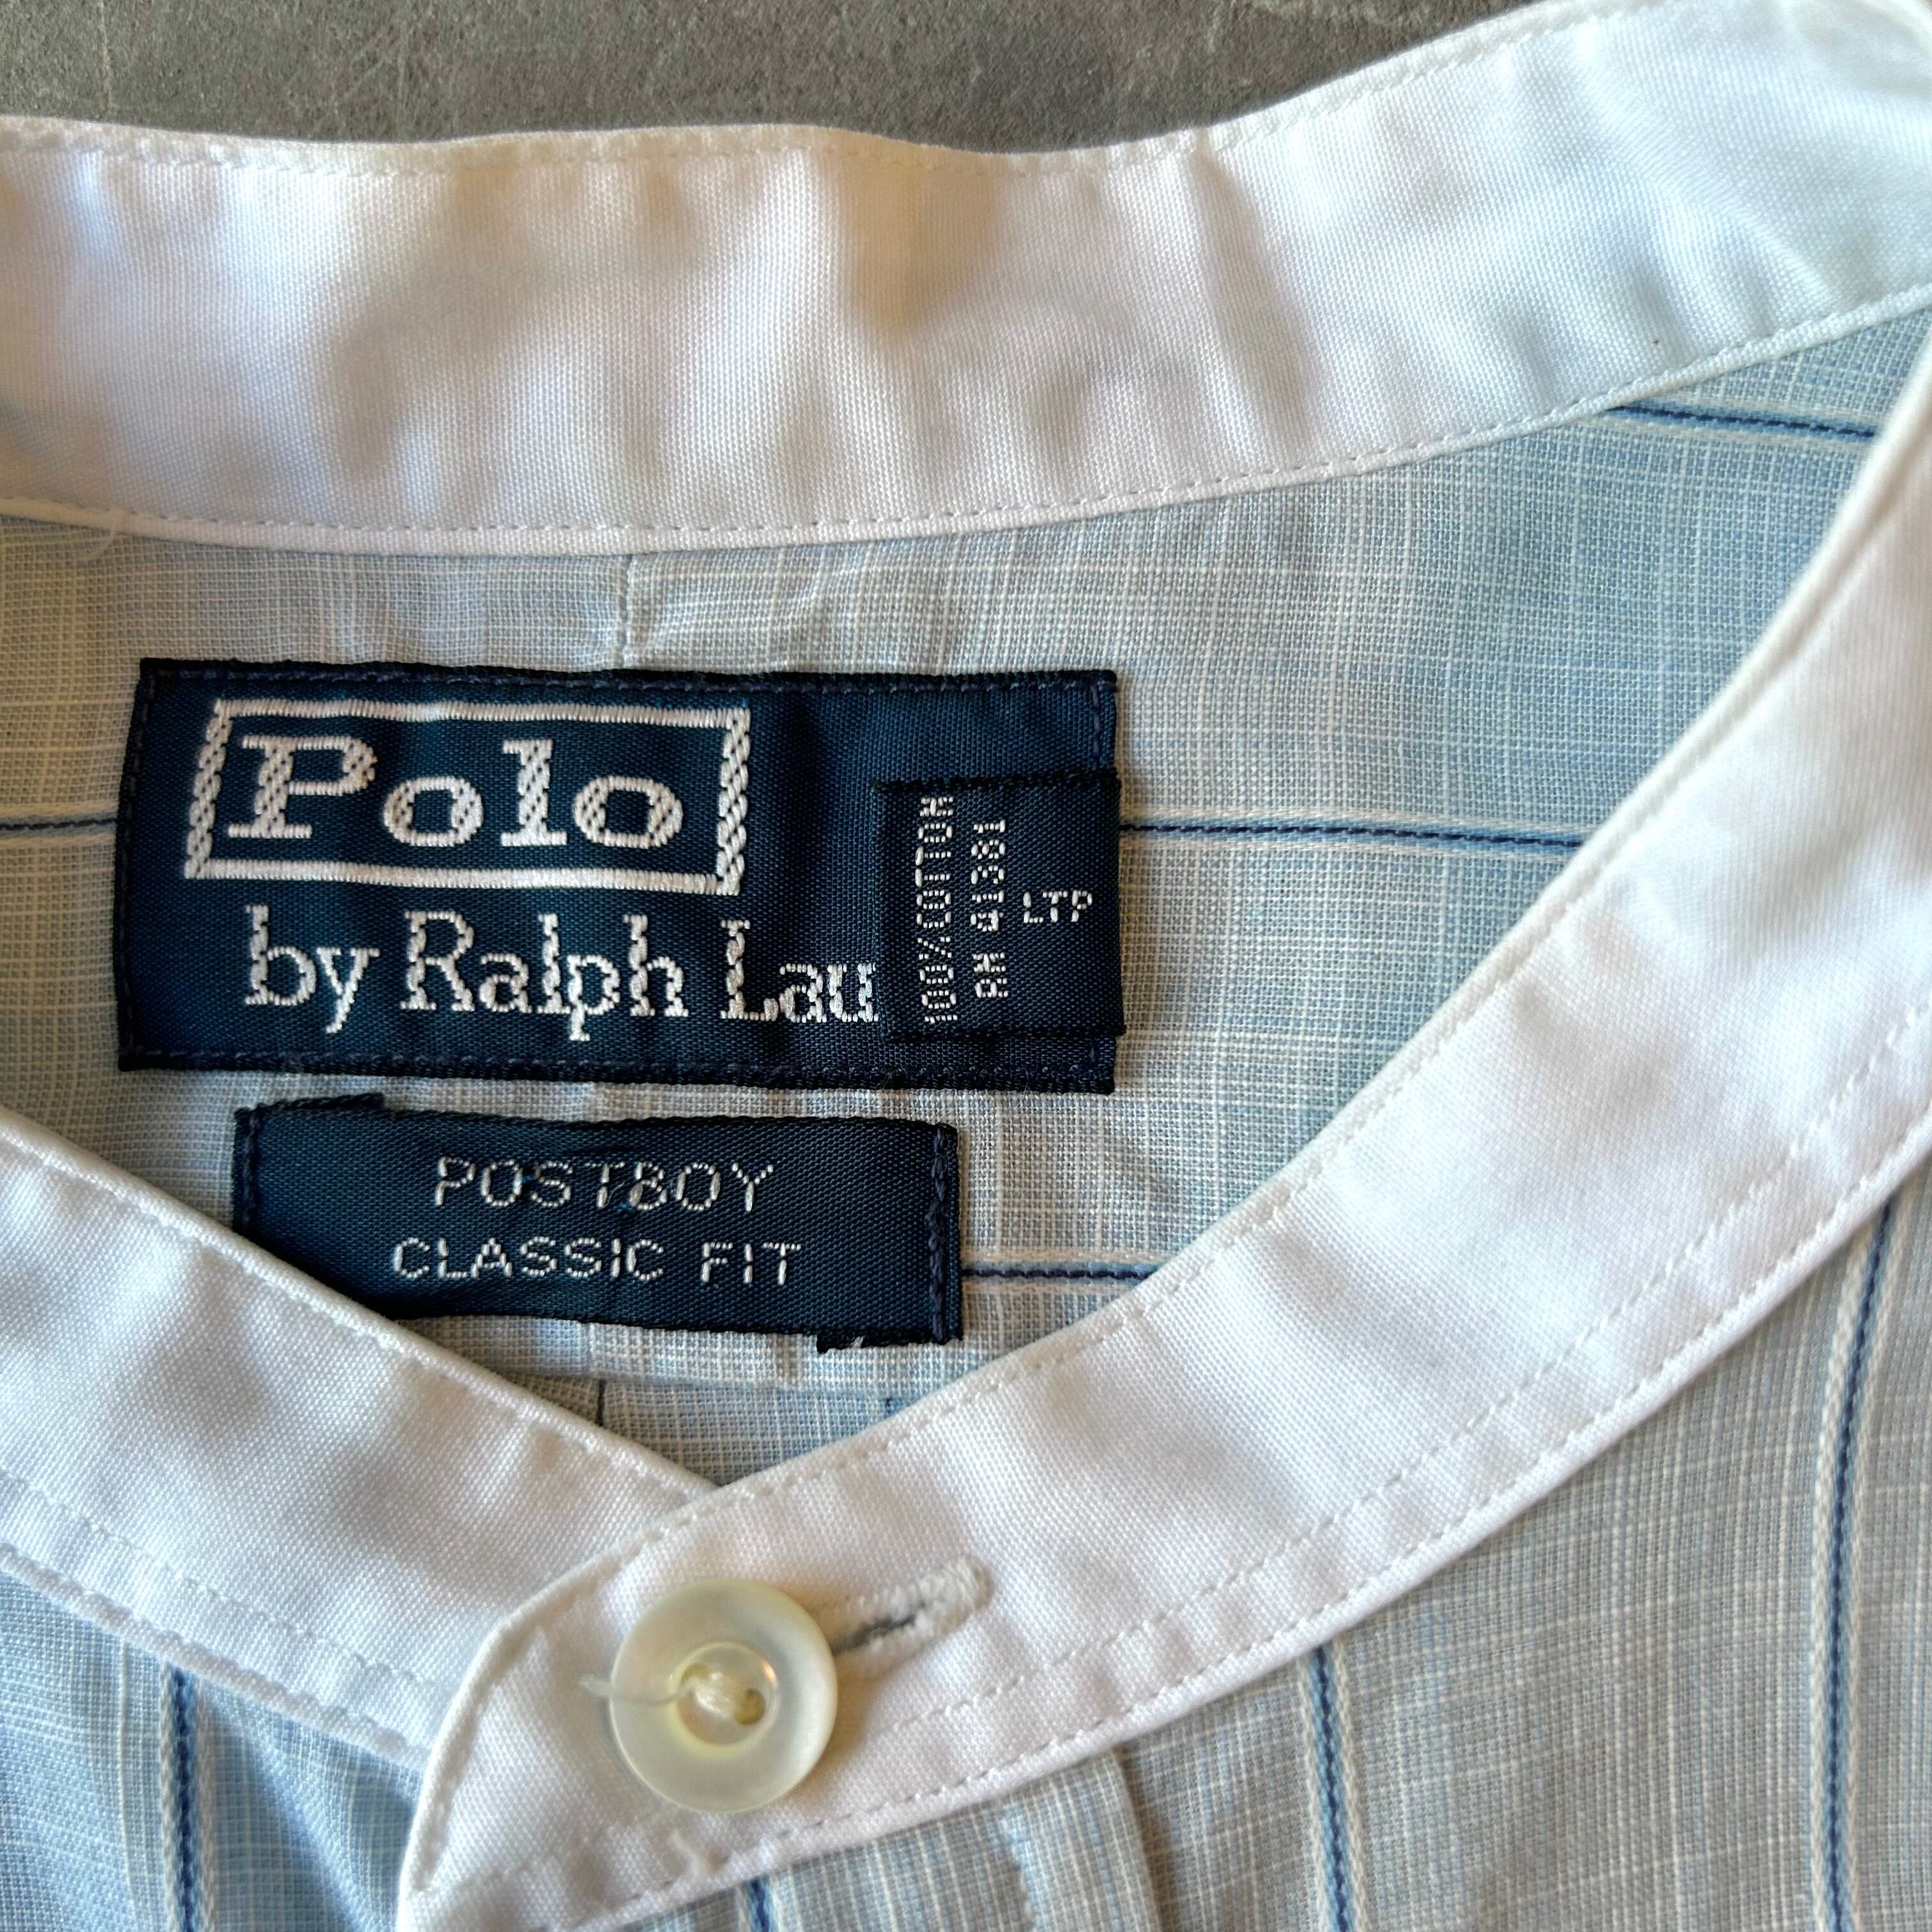 Polo
by Ralph Lau
100% COTTON
RN 41381
LTP
POSTBOY
CLASSIC FIT